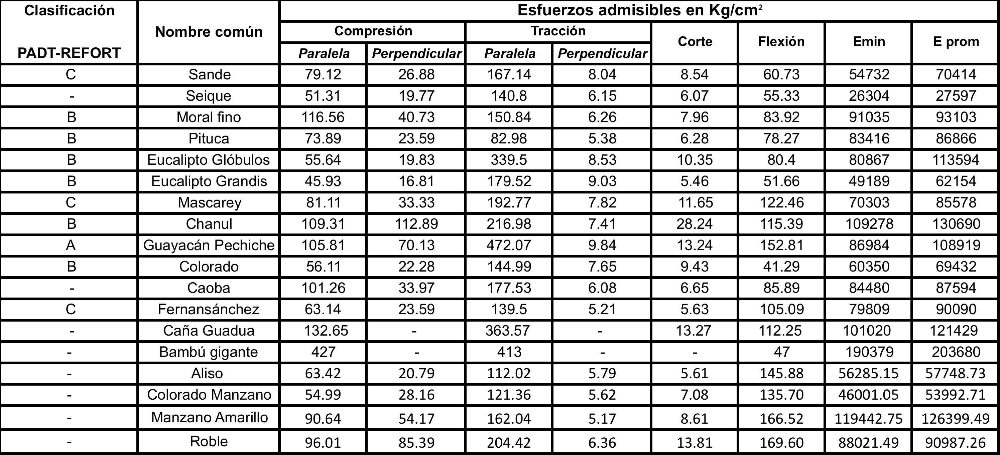 Clasificación PADT-REFORT Nombre común Esfuerzos admisibles en Kg/cm²
Compresión Tracción Corte Flexión Emin E prom
Paralela Perpendicular Paralela Perpendicular
C Sande 79.12 26.88 167.14 8.04 8.54 60.73 54732 70414
- Seique 51.31 19.77 140.8 6.15 6.07 55.33 26304 27597
B Moral fino 116.56 40.73 150.84 6.26 7.96 83.92 91035 93103
B Pituca 73.89 23.59 82.98 5.38 6.28 78.27 83416 86866
B Eucalipto Glóbulos 55.64 19.83 339.5 8.53 10.35 80.4 80867 113594
B Eucalipto Grandis 45.93 16.81 179.52 9.03 5.46 51.66 49189 62154
C Mascarey 81.11 33.33 192.77 7.82 11.65 122.46 70303 85578
B Chanul 109.31 112.89 216.98 7.41 28.24 115.39 109278 130690
A Guayacán Pechiche 105.81 70.13 472.07 9.84 13.24 152.81 86984 108919
B Colorado 56.11 22.28 144.99 7.65 9.43 41.29 60350 69432
- Caoba 101.26 33.97 177.53 6.08 6.65 85.89 84480 87594
C Fernansánchez 63.14 23.59 139.5 5.21 5.63 105.09 79809 90090
- Caña Guadua 132.65 - 363.57 - 13.27 112.25 101020 121429
- Bambú gigante 427 - 413 - - 47 190379 203680
- Aliso 63.42 20.79 112.02 5.79 5.61 145.88 56285.15 57748.73
- Colorado Manzano 54.99 28.16 121.36 5.62 7.08 135.70 46001.05 53992.71
- Manzano Amarillo 90.64 54.17 162.04 5.17 8.61 166.52 119442.75 126399.49
- Roble 96.01 85.39 204.42 6.36 13.81 169.60 88021.49 90987.26